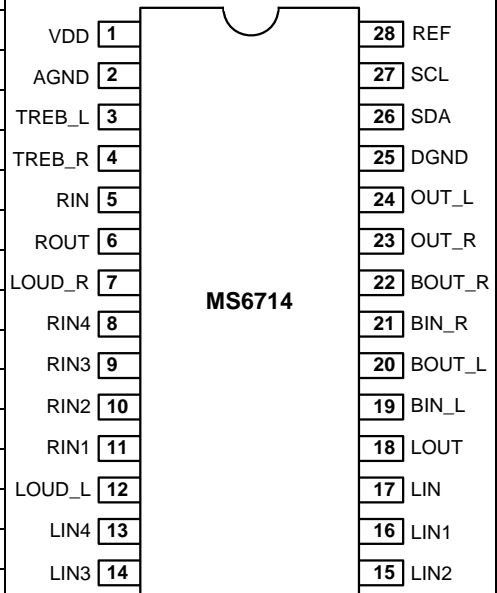 VDD 1 28 REF
AGND 2 27 SCL
TREB_L 3 26 SDA
TREB_R 4 25 DGND
RIN 5 24 OUT_L
ROUT 6 23 OUT_R
LOUD_R 7 22 BOUT_R
MS6714
RIN4 8 21 BIN_R
RIN3 9 20 BOUT_L
RIN2 10 19 BIN_L
RIN1 11 18 LOUT
LOUD_L 12 17 LIN
LIN4 13 16 LIN1
LIN3 14 15 LIN2